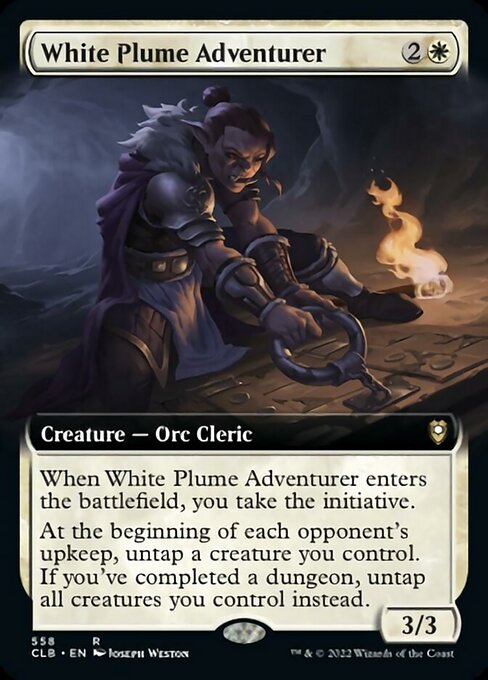 White Plume Adventurer 2
Creature — Orc Cleric
When White Plume Adventurer enters
the battlefield, you take the initiative.
At the beginning of each opponent's
upkeep, untap a creature you control.
If you've completed a dungeon, untap
all creatures you control instead.
3/3
558 R
CLB • EN Joseph Weston ™ & © 2022 Wizards of the Coast